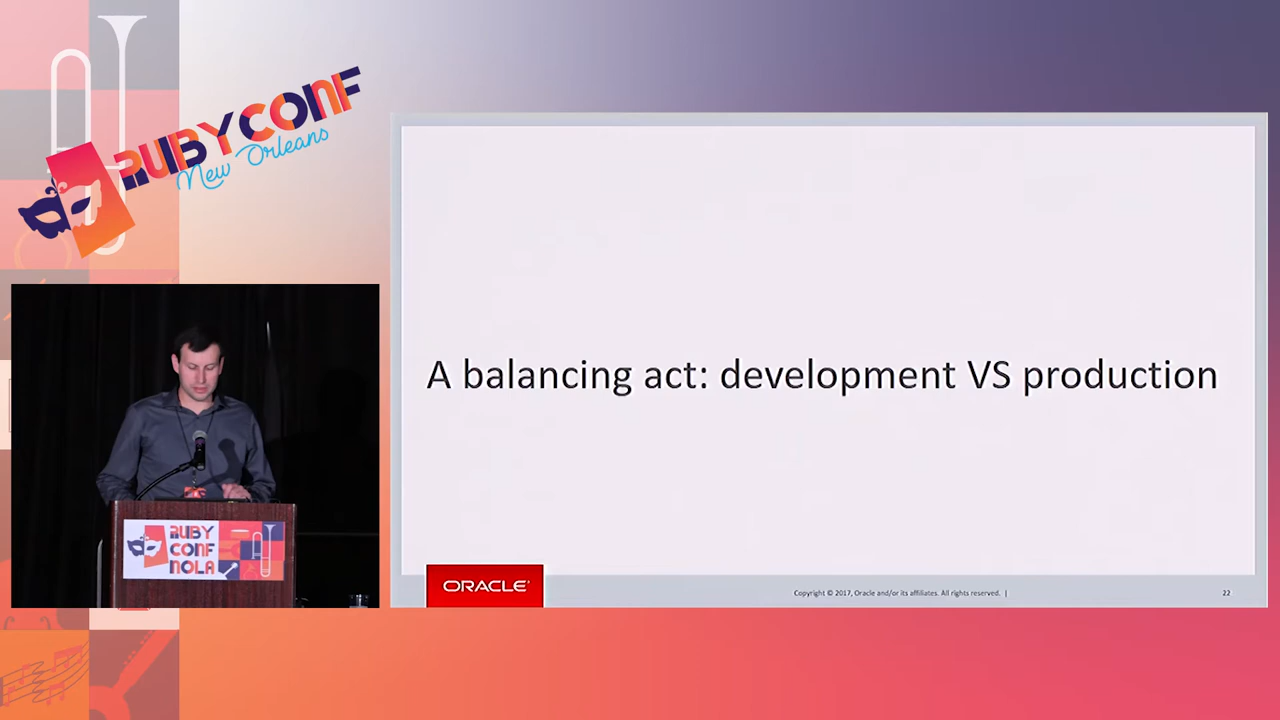 RUBYCONF
New Orleans
RUBY
CONF
NOLA
A balancing act: development VS production
ORACLE
Copyright © 2017, Oracle and/or its affiliates. All rights reserved. |
22